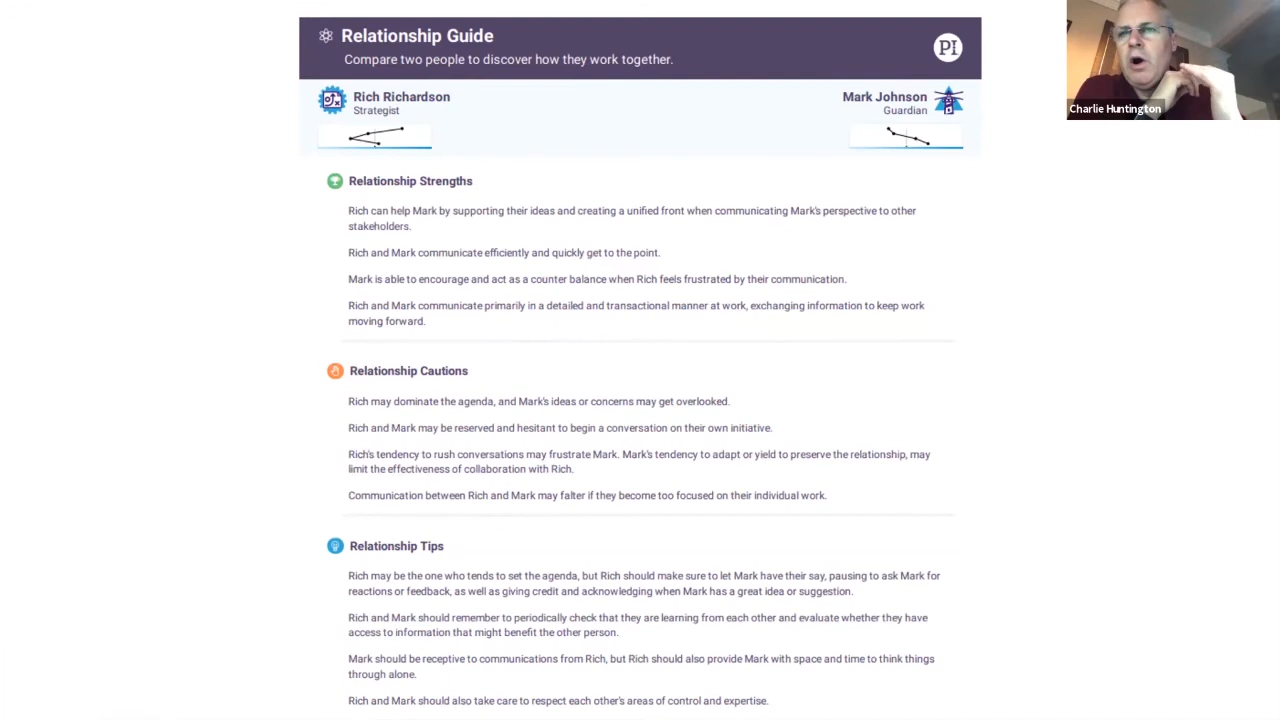 Relationship Guide
Compare two people to discover how they work together.
PI
Rich Richardson
Strategist
Mark Johnson
Guardian
Charlie Huntington
Relationship Strengths
Rich can help Mark by supporting their ideas and creating a unified front when communicating Mark's perspective to other
stakeholders.
Rich and Mark communicate efficiently and quickly get to the point.
Mark is able to encourage and act as a counter balance when Rich feels frustrated by their communication.
Rich and Mark communicate primarily in a detailed and transactional manner at work, exchanging information to keep work
moving forward.
Relationship Cautions
Rich may dominate the agenda, and Mark's ideas or concerns may get overlooked.
Rich and Mark may be reserved and hesitant to begin a conversation on their own initiative.
Rich's tendency to rush conversations may frustrate Mark. Mark's tendency to adapt or yield to preserve the relationship, may
limit the effectiveness of collaboration with Rich.
Communication between Rich and Mark may falter if they become too focused on their individual work.
Relationship Tips
Rich may be the one who tends to set the agenda, but Rich should make sure to let Mark have their say, pausing to ask Mark for
reactions or feedback, as well as giving credit and acknowledging when Mark has a great idea or suggestion.
Rich and Mark should remember to periodically check that they are learning from each other and evaluate whether they have
access to information that might benefit the other person.
Mark should be receptive to communications from Rich, but Rich should also provide Mark with space and time to think things
through alone.
Rich and Mark should also take care to respect each other's areas of control and expertise.